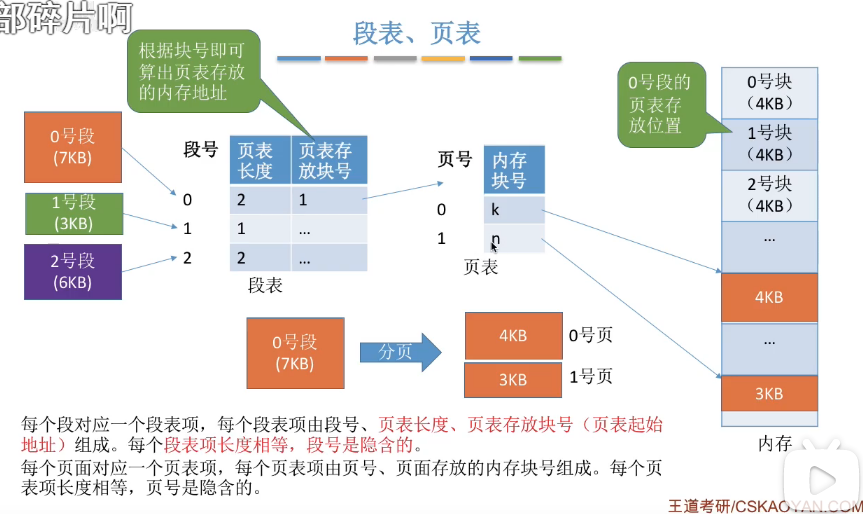 部碎片啊
段表、页表
根据块号即可
算出页表存放
的内存地址
0号段的
页表存
放位置
0号块
（4KB）
1号块
（4KB）
2号块
（4KB）
...
4KB
...
3KB
内存
0号段
(7KB)
1号段
(3KB)
2号段
(6KB)
段号
页表
长度
页表存
放块号
0
2
1
1
1
...
2
2
...
段表
页号
内存
块号
0
k
1
n
页表
0号段
(7KB)
分页
4KB
0号页
3KB
1号页
每个段对应一个段表项，每个段表项由段号、页表长度、页表存放块号（页表起始
地址）组成。每个段表项长度相等，段号是隐含的。
每个页面对应一个页表项，每个页表项由页号、页面存放的内存块号组成。每个页
表项长度相等，页号是隐含的。
王道考研/CSKAOYAN.COM